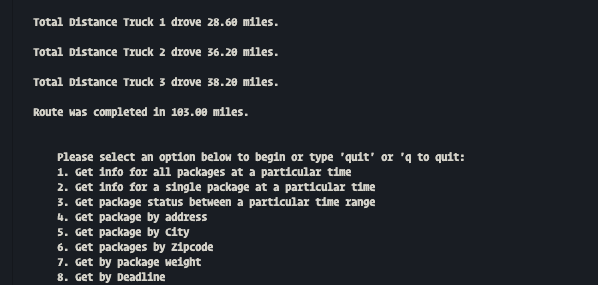 Total Distance Truck 1 drove 28.60 miles.
Total Distance Truck 2 drove 36.20 miles.
Total Distance Truck 3 drove 38.20 miles.
Route was completed in 103.00 miles.
Please select an option below to begin or type 'quit' or 'q to quit:
1. Get info for all packages at a particular time
2. Get info for a single package at a particular time
3. Get package status between a particular time range
4. Get package by address
5. Get package by City
6. Get packages by Zipcode
7. Get by package weight
8. Get by Deadline